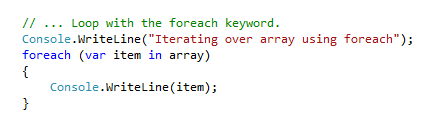 // ... Loop with the foreach keyword.
Console.WriteLine("Iterating over array using foreach");
foreach (var item in array)
{
    Console.WriteLine(item);
}